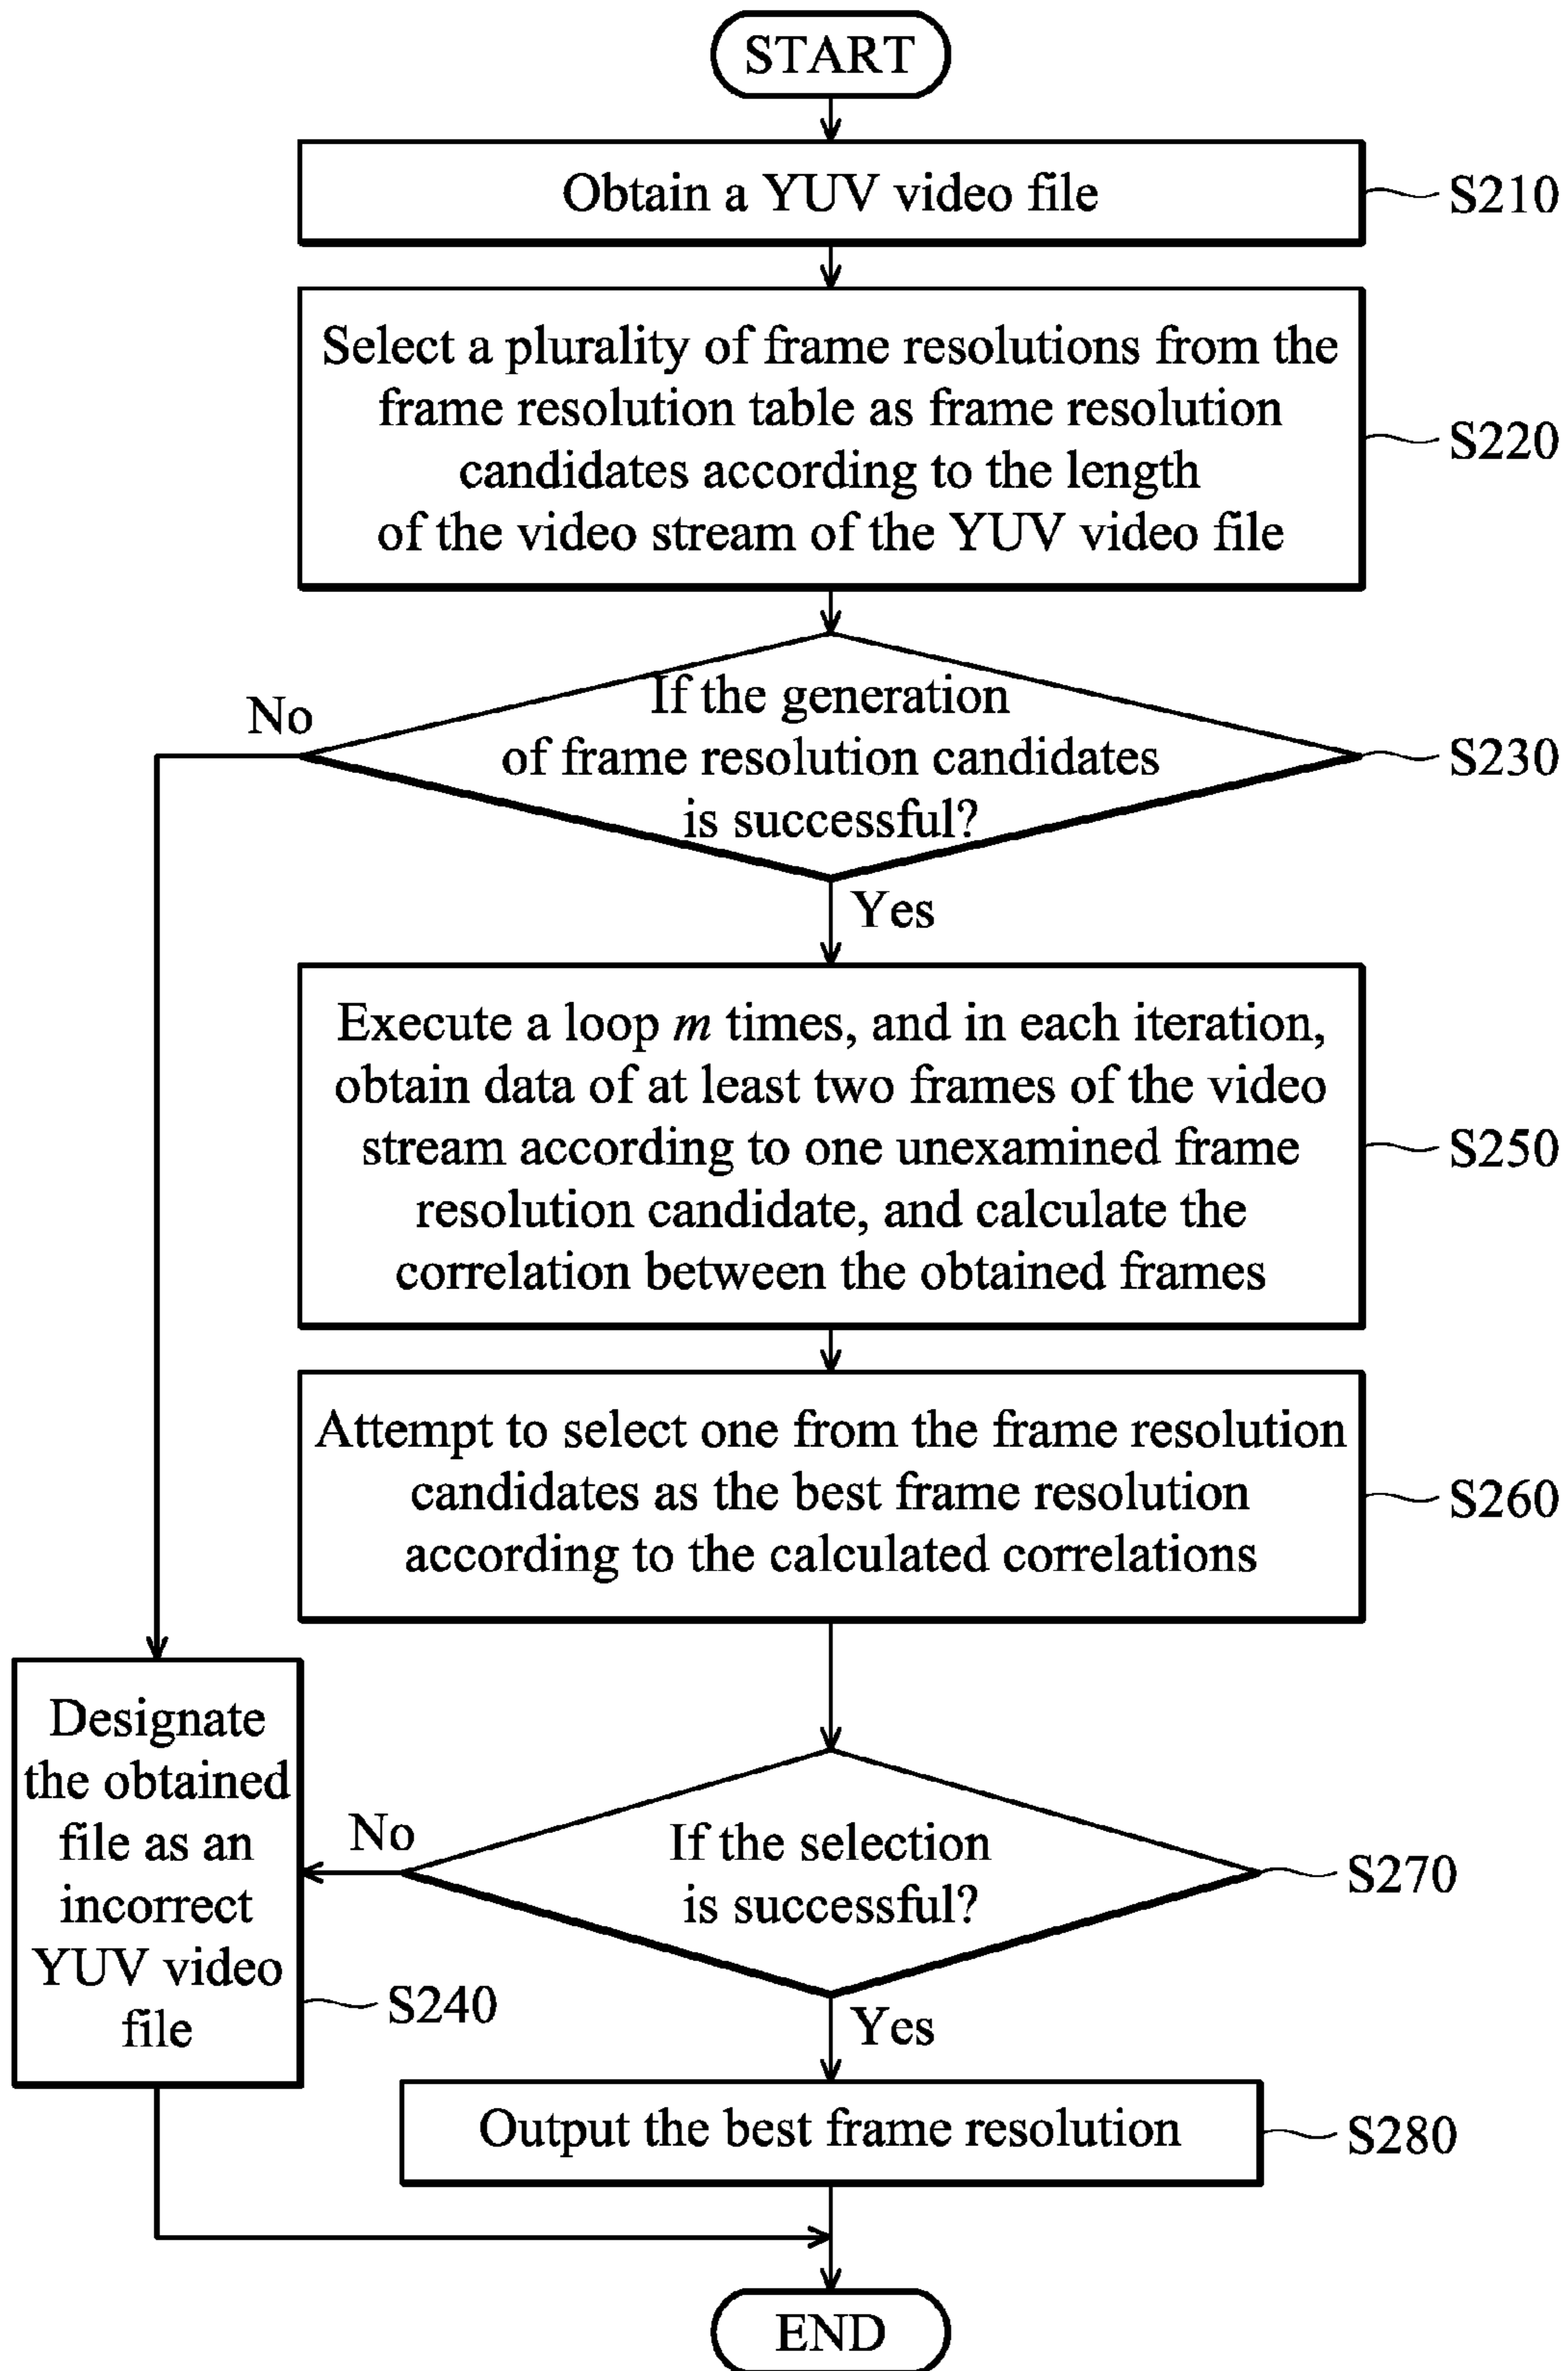 START
Obtain a YUV video file
S210
Select a plurality of frame resolutions from the
frame resolution table as frame resolution
candidates according to the length
of the video stream of the YUV video file
S220
If the generation
of frame resolution candidates
is successful?
No
S230
Yes
Execute a loop m times, and in each iteration,
obtain data of at least two frames of the video
stream according to one unexamined frame
resolution candidate, and calculate the
correlation between the obtained frames
S250
Attempt to select one from the frame resolution
candidates as the best frame resolution
according to the calculated correlations
S260
Designate
the obtained
file as an
incorrect
YUV video
file
S240
No
If the selection
is successful?
S270
Yes
Output the best frame resolution
S280
END